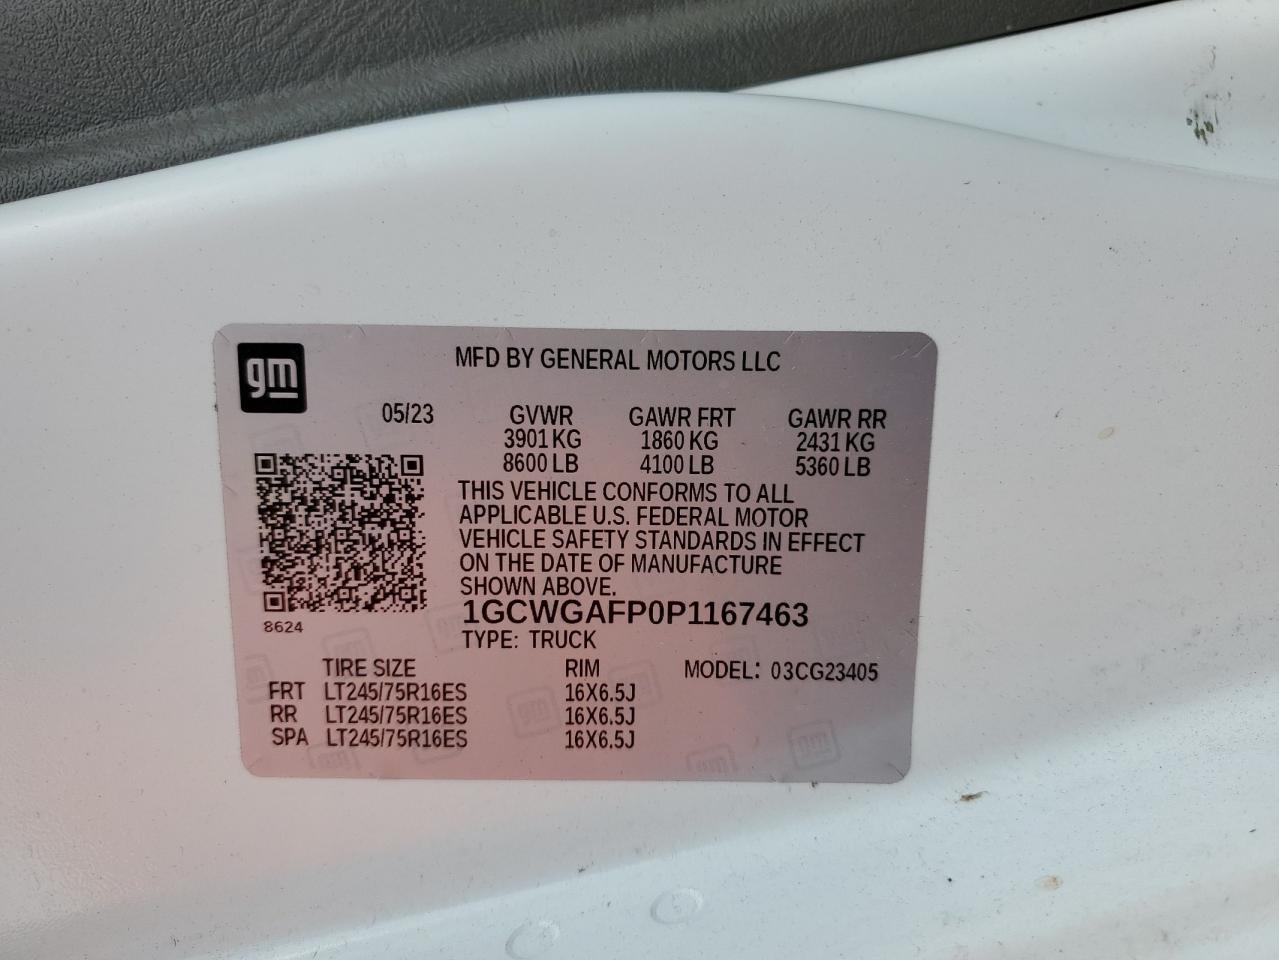 gm
MFD BY GENERAL MOTORS LLC
05/23 GVWR GAWR FRT GAWR RR
3901 KG 1860 KG 2431 KG
8600 LB 4100 LB 5360 LB
THIS VEHICLE CONFORMS TO ALL
APPLICABLE U.S. FEDERAL MOTOR
VEHICLE SAFETY STANDARDS IN EFFECT
ON THE DATE OF MANUFACTURE
SHOWN ABOVE.
1GCWGAFP0P1167463
8624
TYPE: TRUCK
TIRE SIZE RIM MODEL: 03CG23405
FRT LT245/75R16ES 16X6.5J
RR LT245/75R16ES 16X6.5J
SPA LT245/75R16ES 16X6.5J